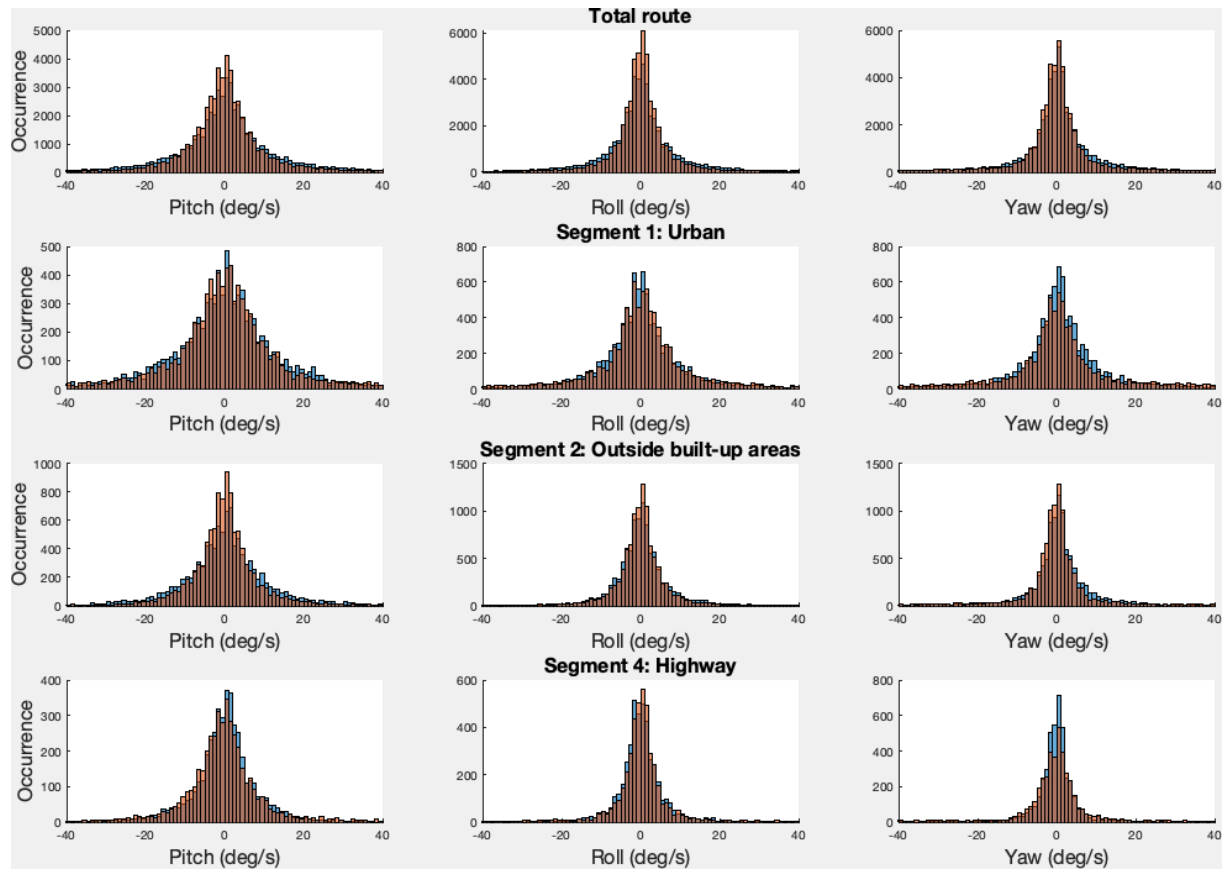 Total route
5000
4000
3000
2000
1000
0
Occurrence
-40 -20 0 20 40
Pitch (deg/s)
6000
4000
2000
0
-40 -20 0 20 40
Roll (deg/s)
6000
4000
2000
0
-40 -20 0 20 40
Yaw (deg/s)
Segment 1: Urban
500
400
300
200
100
0
Occurrence
-40 -20 0 20 40
Pitch (deg/s)
800
600
400
200
0
-40 -20 0 20 40
Roll (deg/s)
800
600
400
200
0
-40 -20 0 20 40
Yaw (deg/s)
Segment 2: Outside built-up areas
1000
800
600
400
200
0
Occurrence
-40 -20 0 20 40
Pitch (deg/s)
1500
1000
500
0
-40 -20 0 20 40
Roll (deg/s)
1500
1000
500
0
-40 -20 0 20 40
Yaw (deg/s)
Segment 4: Highway
400
300
200
100
0
Occurrence
-40 -20 0 20 40
Pitch (deg/s)
600
400
200
0
-40 -20 0 20 40
Roll (deg/s)
800
600
400
200
0
-40 -20 0 20 40
Yaw (deg/s)